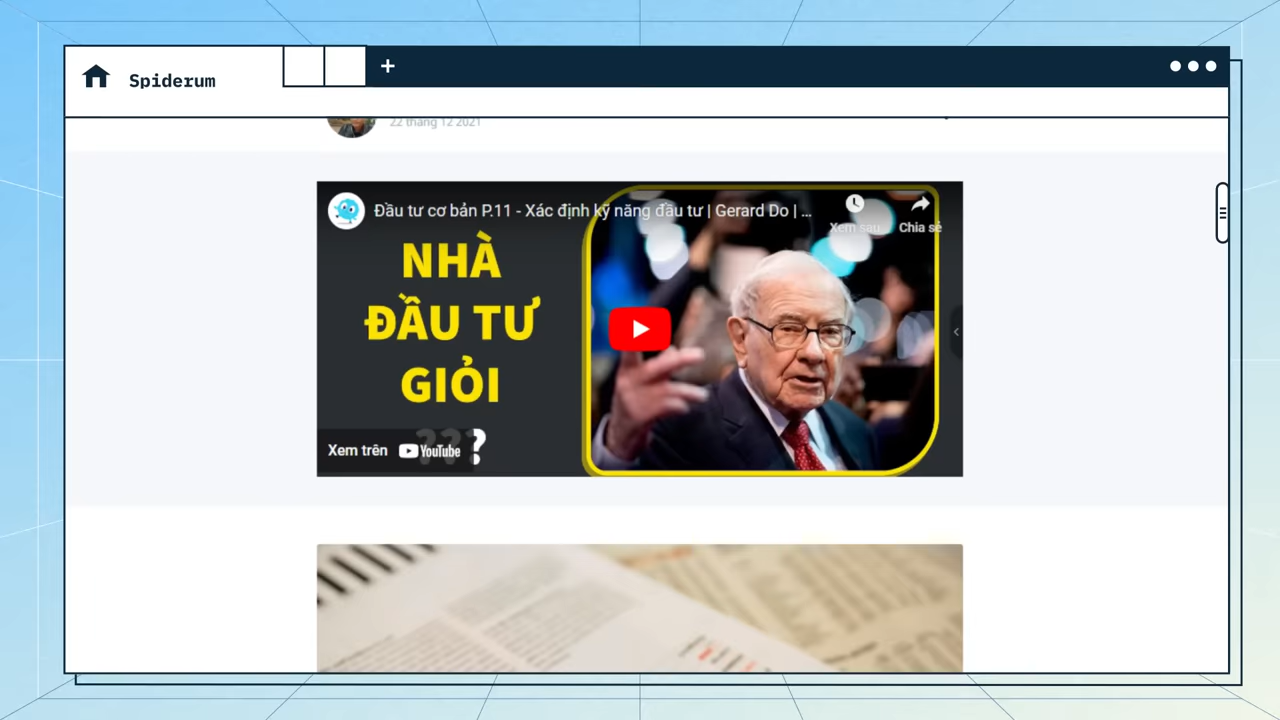 Spiderum
22 tháng 12 2021
Đầu tư cơ bản P.11 - Xác định kỹ năng đầu tư | Gerard Do | ...
Xem sau
Chia sẻ
NHÀ
ĐẦU TƯ
GIỎI
???
Xem trên YouTube